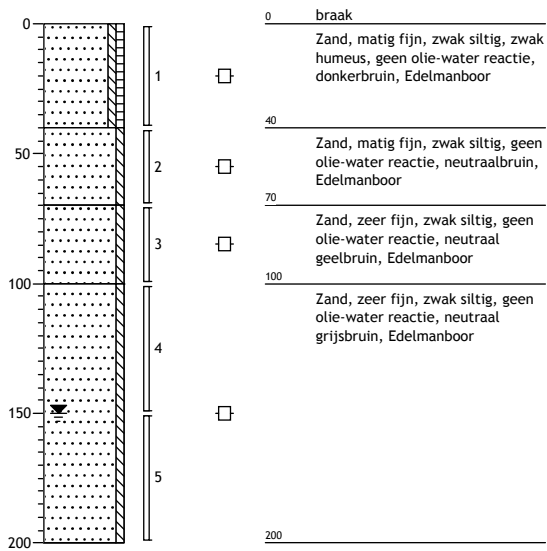 0
braak
0
Zand, matig fijn, zwak siltig, zwak
humeus, geen olie-water reactie,
donkerbruin, Edelmanboor
1
40
50
Zand, matig fijn, zwak siltig, geen
olie-water reactie, neutraalbruin,
Edelmanboor
2
70
Zand, zeer fijn, zwak siltig, geen
olie-water reactie, neutraal
geelbruin, Edelmanboor
3
100
100
Zand, zeer fijn, zwak siltig, geen
olie-water reactie, neutraal
grijsbruin, Edelmanboor
4
150
5
200
200